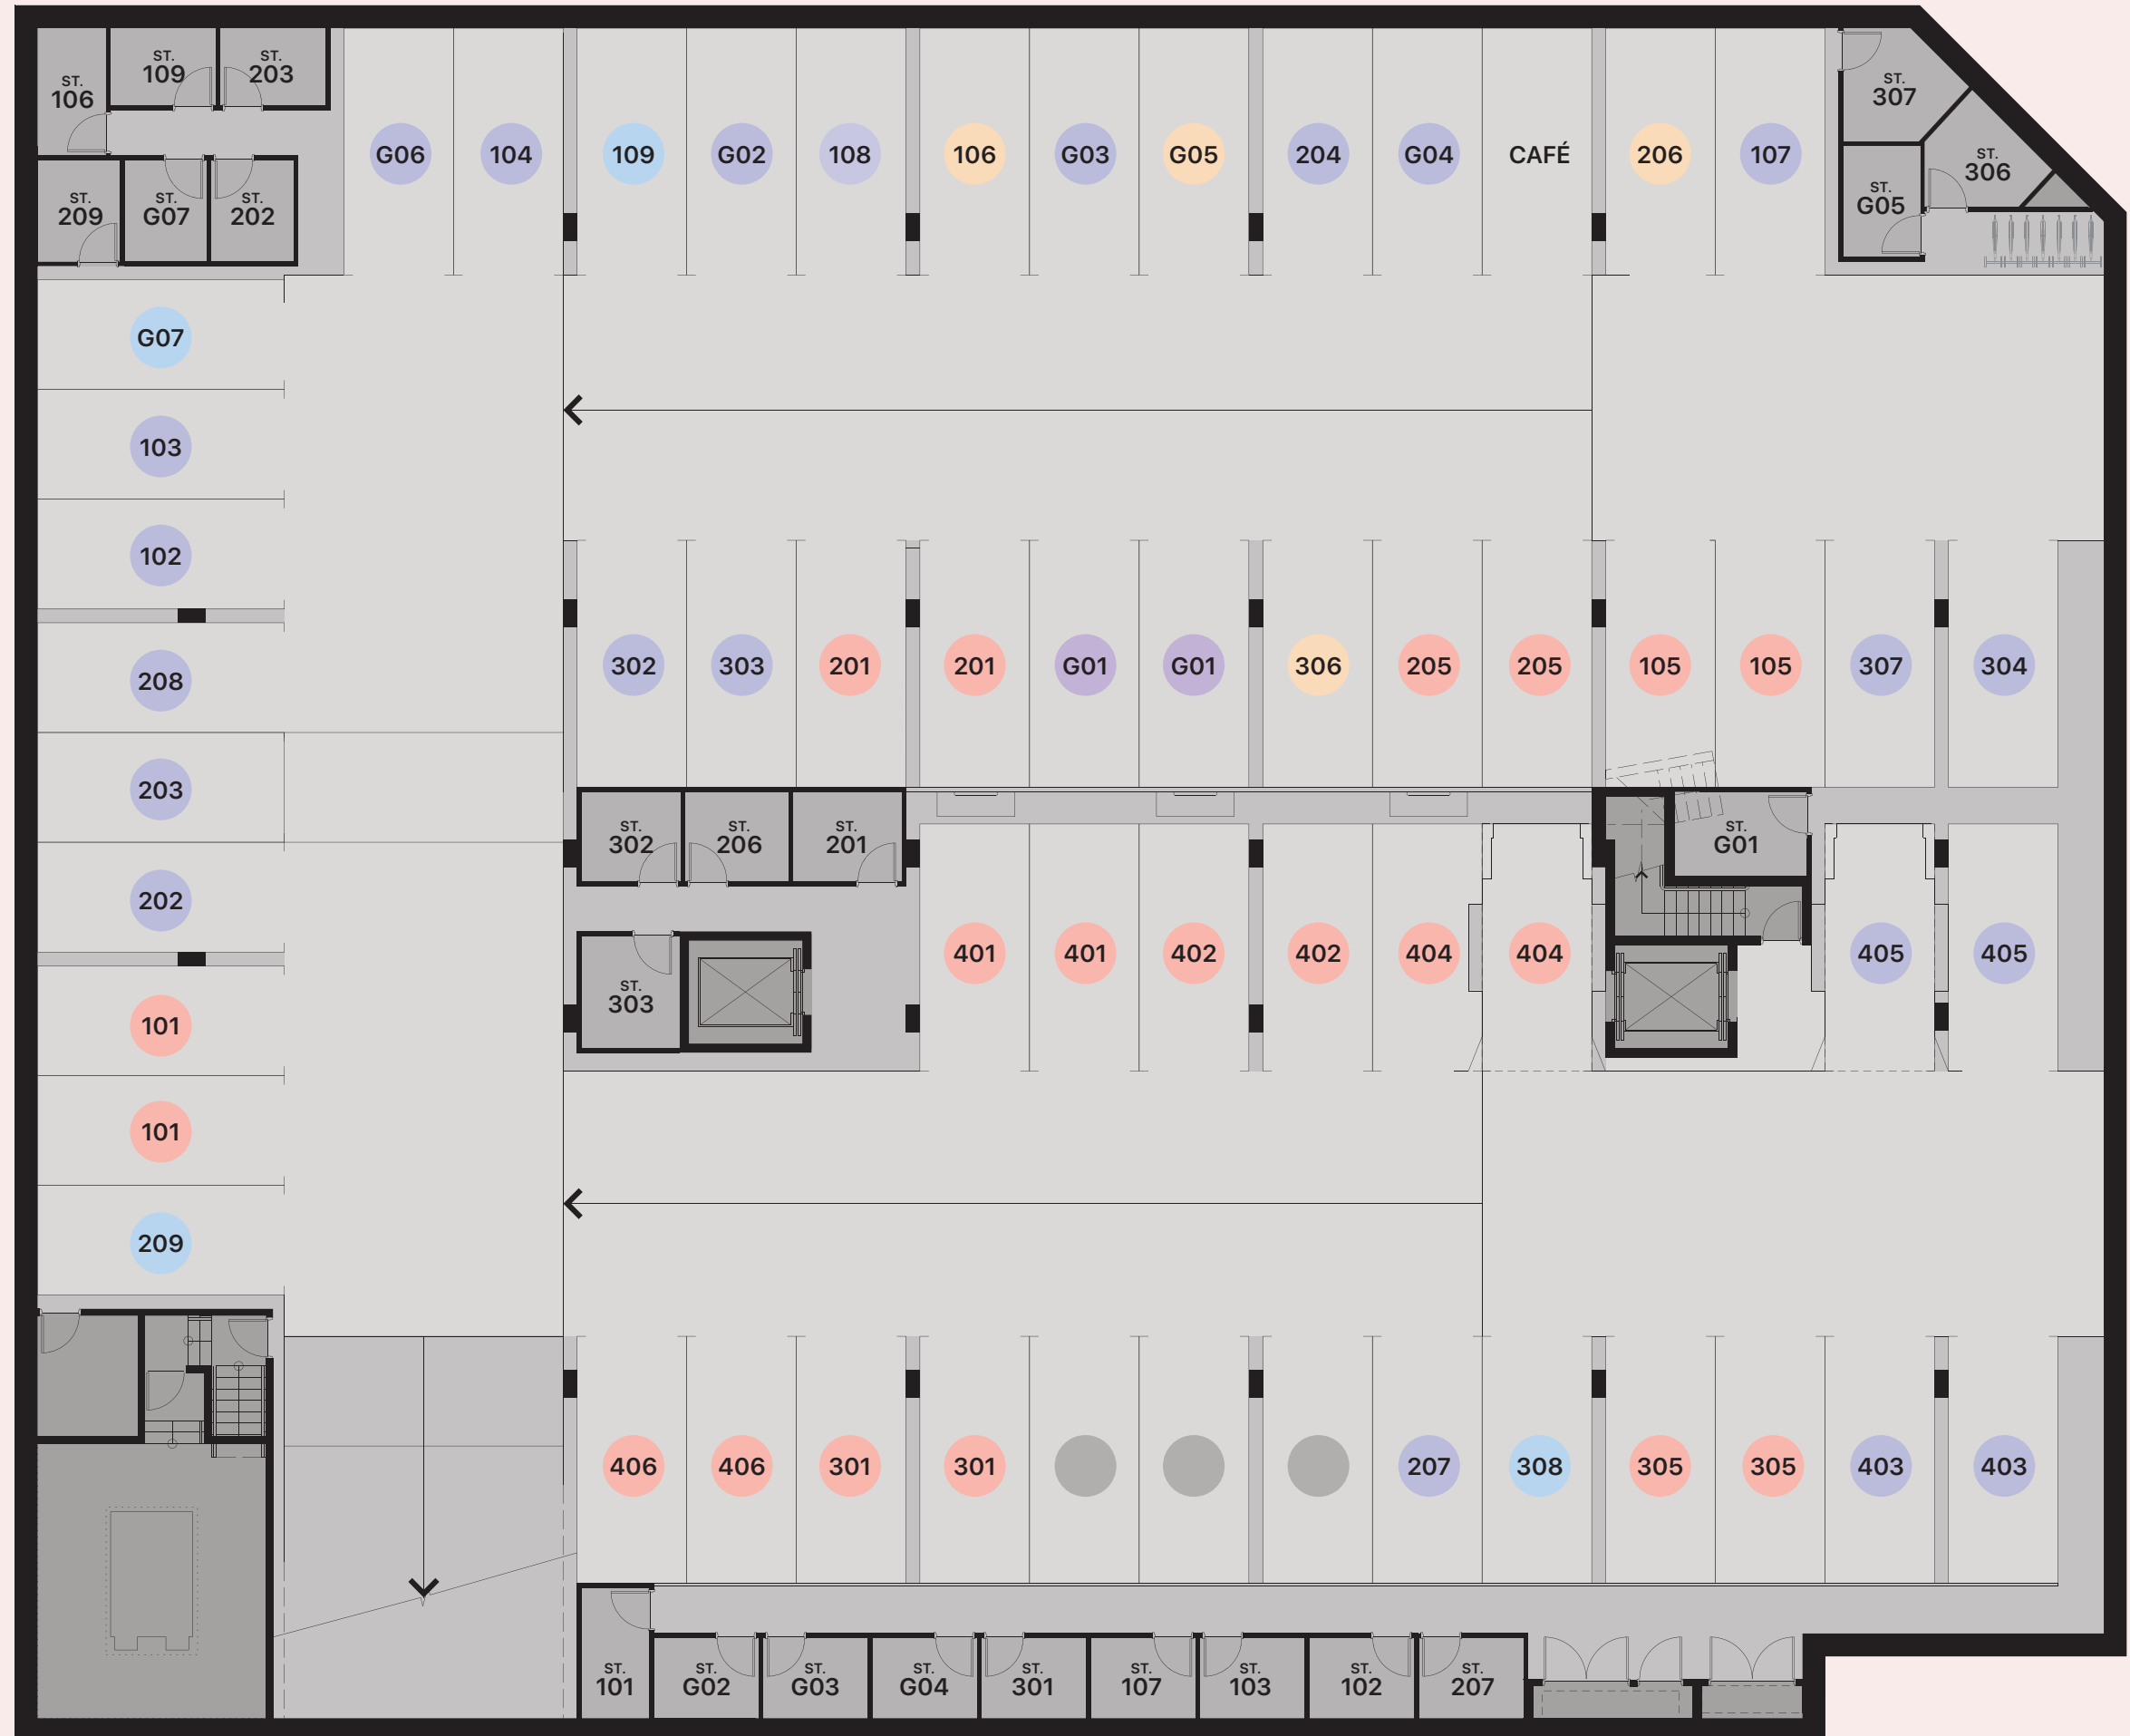 ST.
109
ST.
203
ST.
106
ST.
307
ST.
306
G06
104
109
G02
108
106
G03
G05
204
G04
CAFÉ
206
107
ST.
209
ST.
G07
ST.
202
ST.
G05
G07
103
102
208
302
303
201
201
G01
G01
306
205
205
105
105
307
304
203
ST.
302
ST.
206
ST.
201
ST.
G01
202
401
401
402
402
404
404
405
405
ST.
303
101
101
209
406
406
301
301
207
308
305
305
403
403
ST.
101
ST.
G02
ST.
G03
ST.
G04
ST.
301
ST.
107
ST.
103
ST.
102
ST.
207